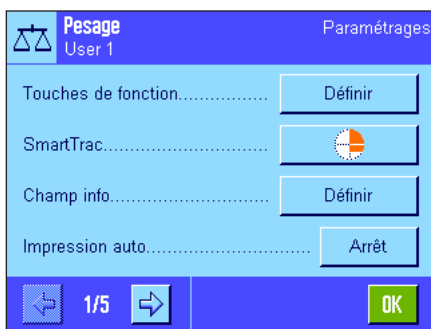 Pesage
User 1
Paramétrages
Touches de fonction................ Définir
SmartTrac...............................
Champ info............................. Définir
Impression auto................................ Arrêt
1/5
OK